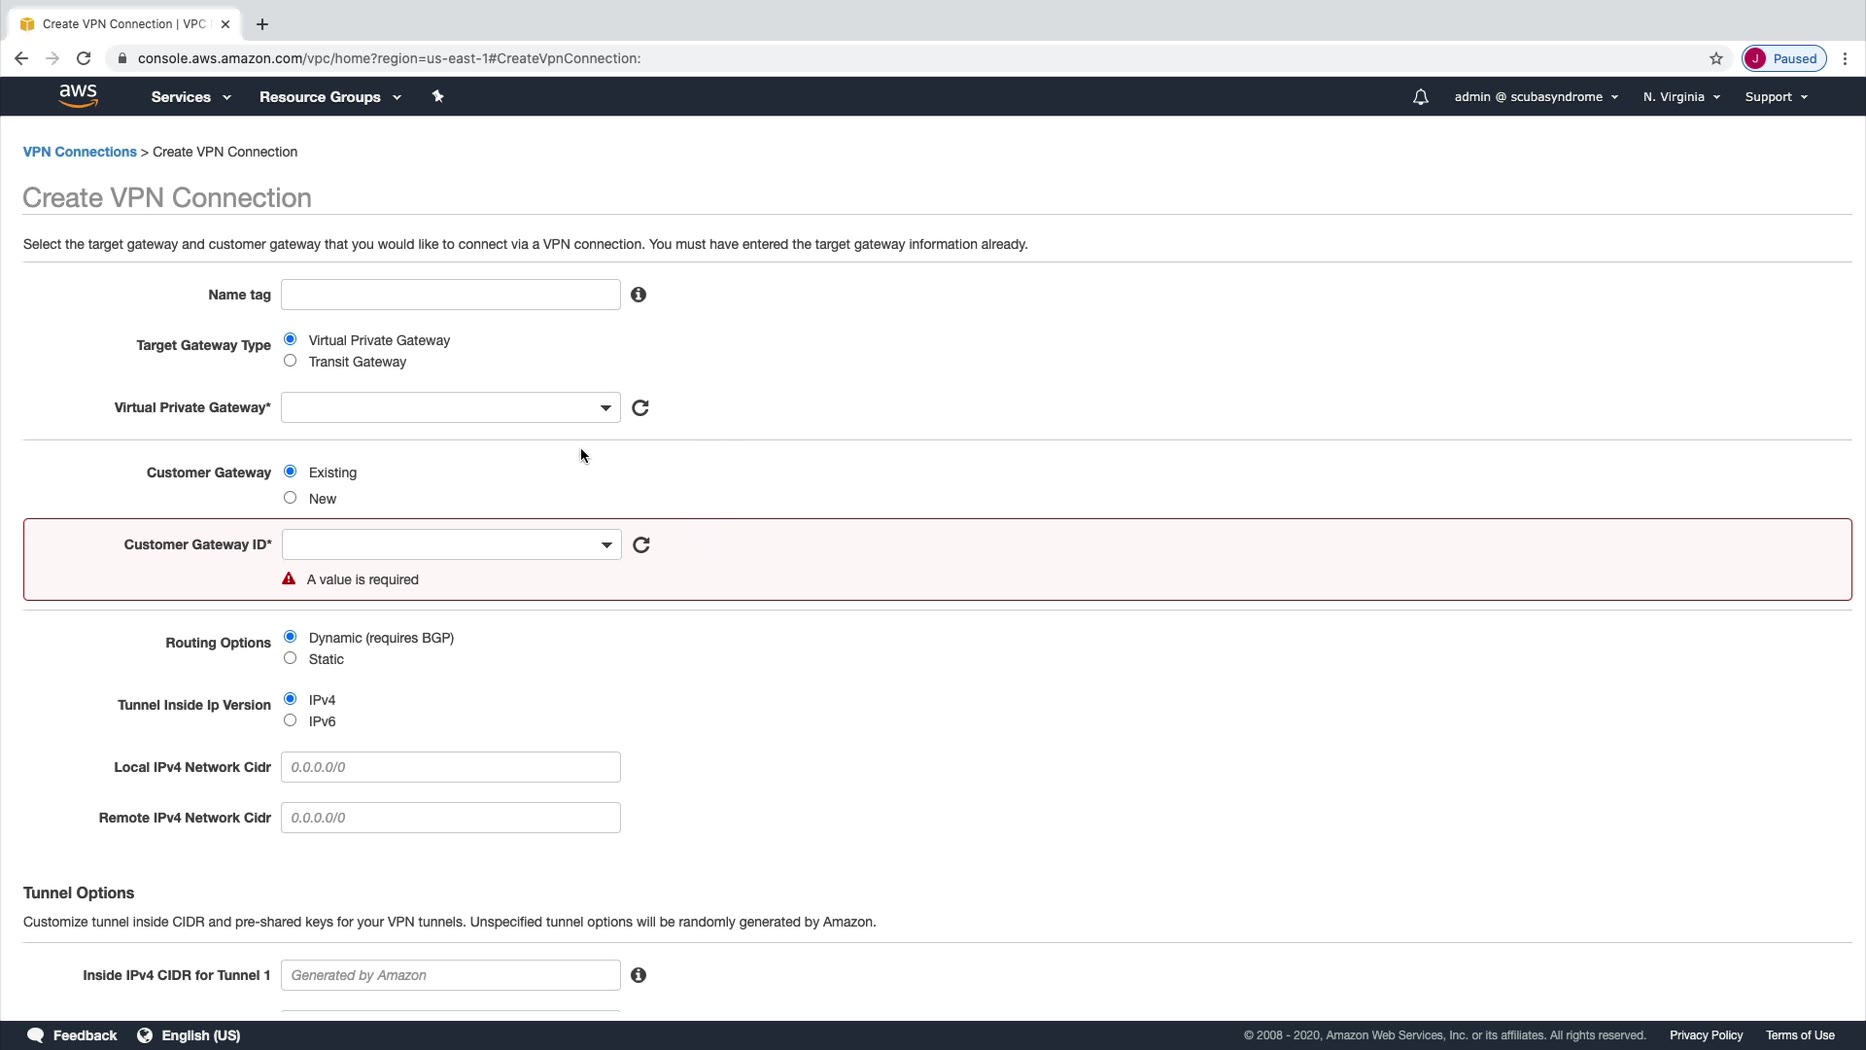 Create VPN Connection | VPC
console.aws.amazon.com/vpc/home?region=us-east-1#CreateVpnConnection:
J Paused
aws Services Resource Groups admin @ scubasyndrome N. Virginia Support
VPN Connections > Create VPN Connection
Create VPN Connection
Select the target gateway and customer gateway that you would like to connect via a VPN connection. You must have entered the target gateway information already.
Name tag
Target Gateway Type
Virtual Private Gateway
Transit Gateway
Virtual Private Gateway*
Customer Gateway
Existing
New
Customer Gateway ID*
A value is required
Routing Options
Dynamic (requires BGP)
Static
Tunnel Inside Ip Version
IPv4
IPv6
Local IPv4 Network Cidr 0.0.0.0/0
Remote IPv4 Network Cidr 0.0.0.0/0
Tunnel Options
Customize tunnel inside CIDR and pre-shared keys for your VPN tunnels. Unspecified tunnel options will be randomly generated by Amazon.
Inside IPv4 CIDR for Tunnel 1 Generated by Amazon
Feedback English (US) © 2008 - 2020, Amazon Web Services, Inc. or its affiliates. All rights reserved. Privacy Policy Terms of Use